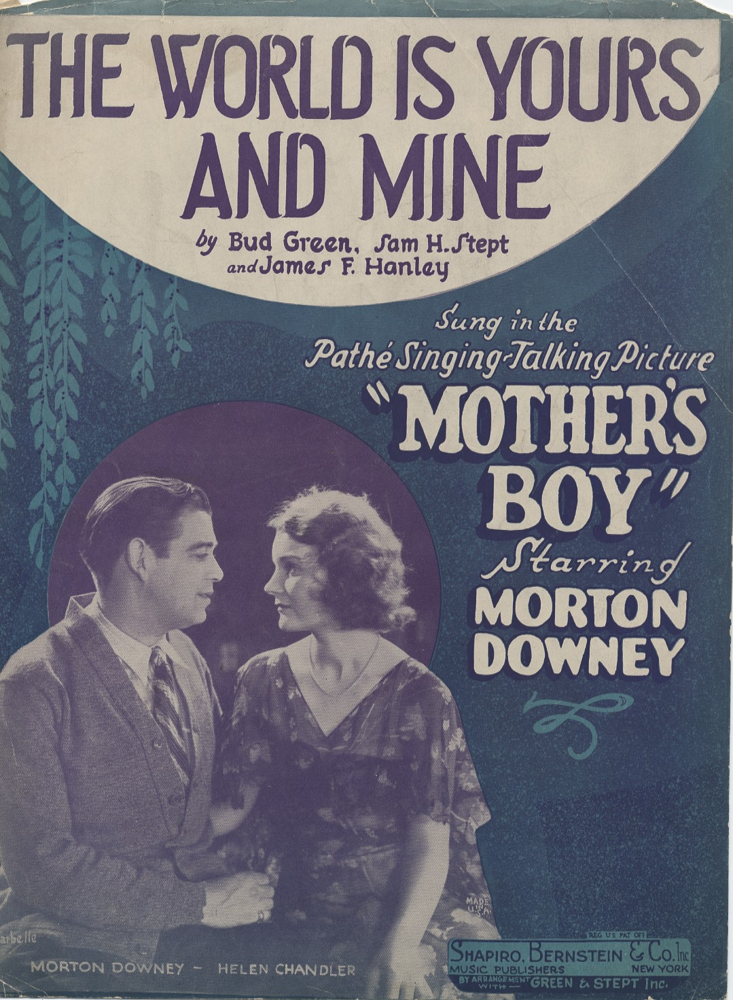 THE WORLD IS YOURS
AND MINE
by Bud Green, Sam H. Stept
and James F. Hanley
Sung in the
Pathé Singing-Talking Picture
"MOTHER'S
BOY"
Starring
MORTON
DOWNEY
MADE
IN
U.S.A.
MORTON DOWNEY - HELEN CHANDLER
REG US PAT OFF
SHAPIRO, BERNSTEIN & CO. Inc
MUSIC PUBLISHERS NEW YORK
BY ARRANGEMENT
WITH — GREEN & STEPT Inc.